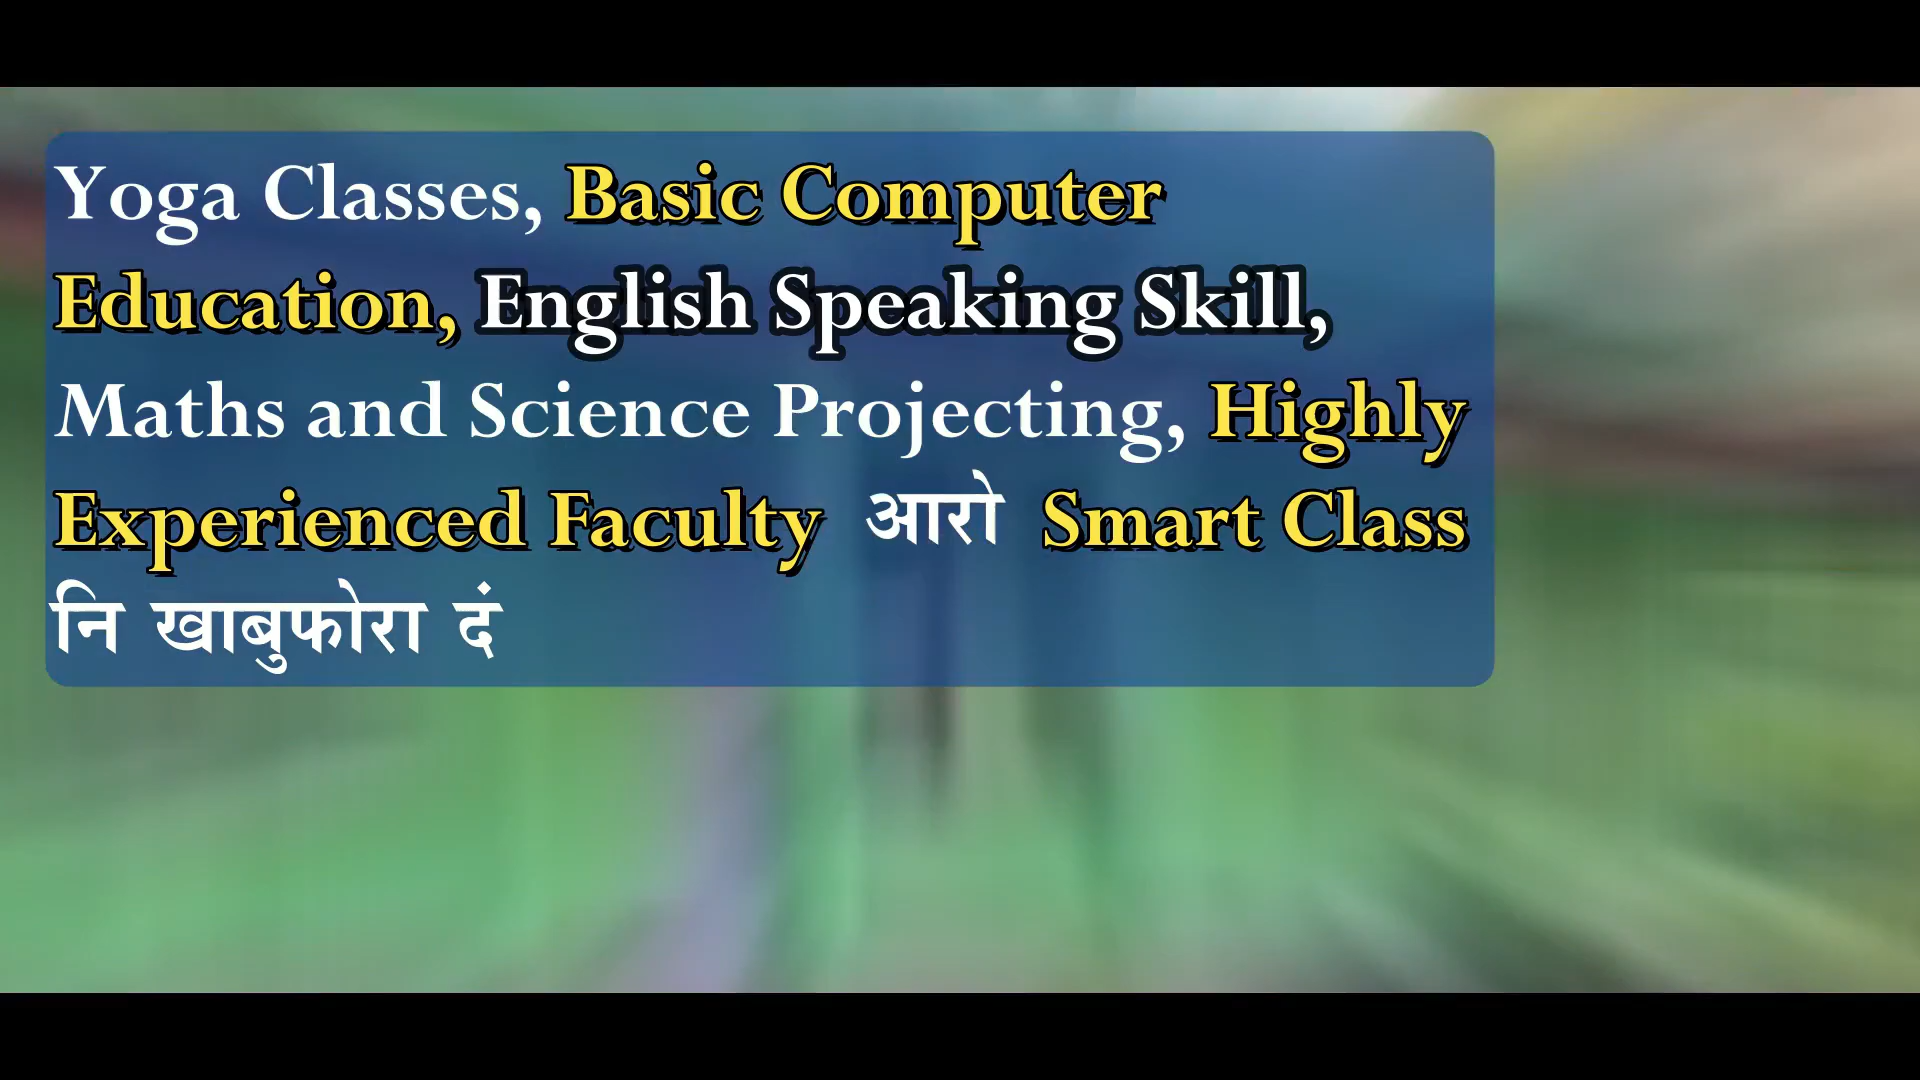 Yoga Classes, Basic Computer
Education, English Speaking Skill,
Maths and Science Projecting, Highly
Experienced Faculty आरो Smart Class
नि खाबुफोरा दं